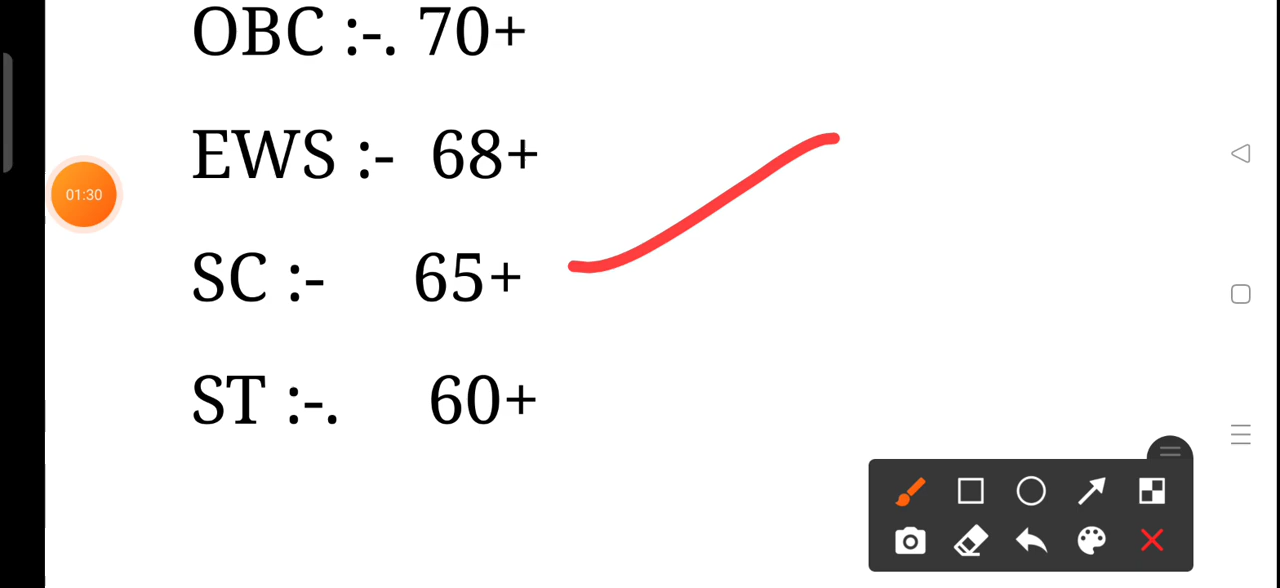 OBC :-. 70+
EWS :- 68+
01:30
SC :- 65+
ST :-. 60+